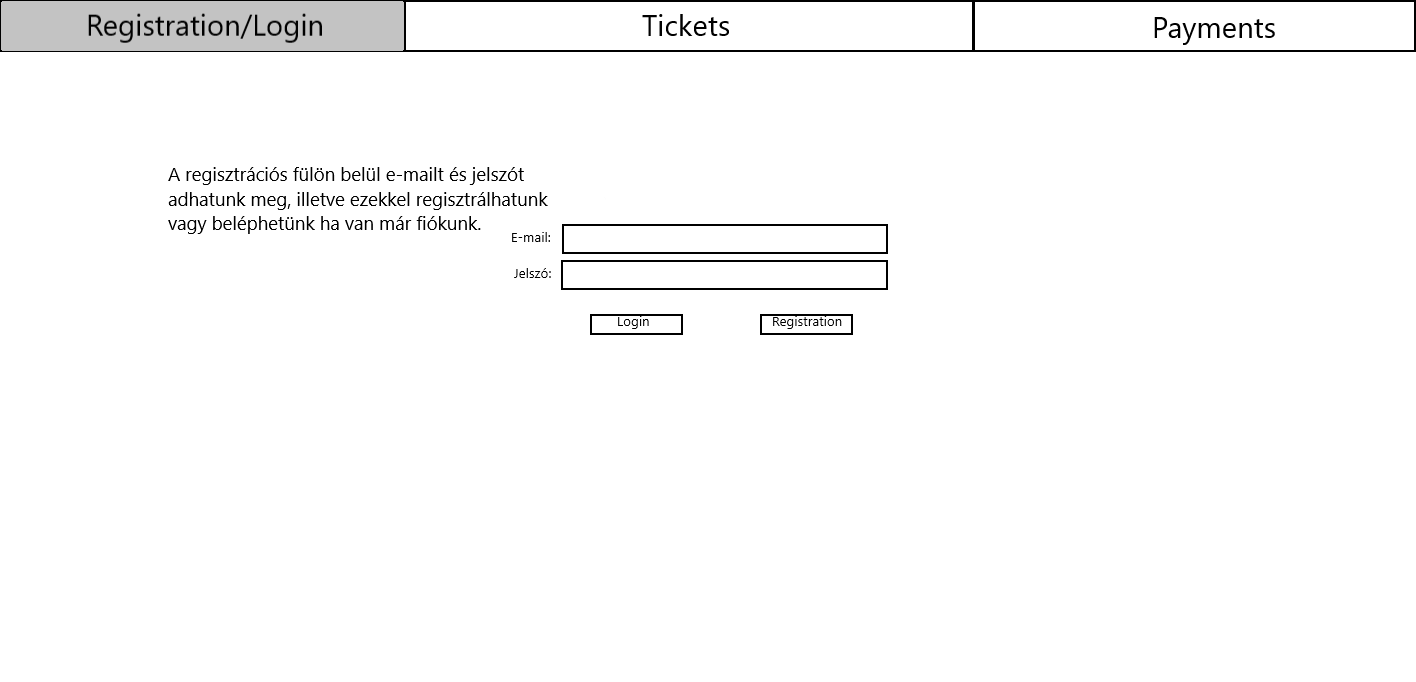 Registration/Login
Tickets
Payments
A regisztrációs fülön belül e-mailt és jelszót
adhatunk meg, illetve ezekkel regisztrálhatunk
vagy beléphetünk ha van már fiókunk.
E-mail:
Jelszó:
Login
Registration